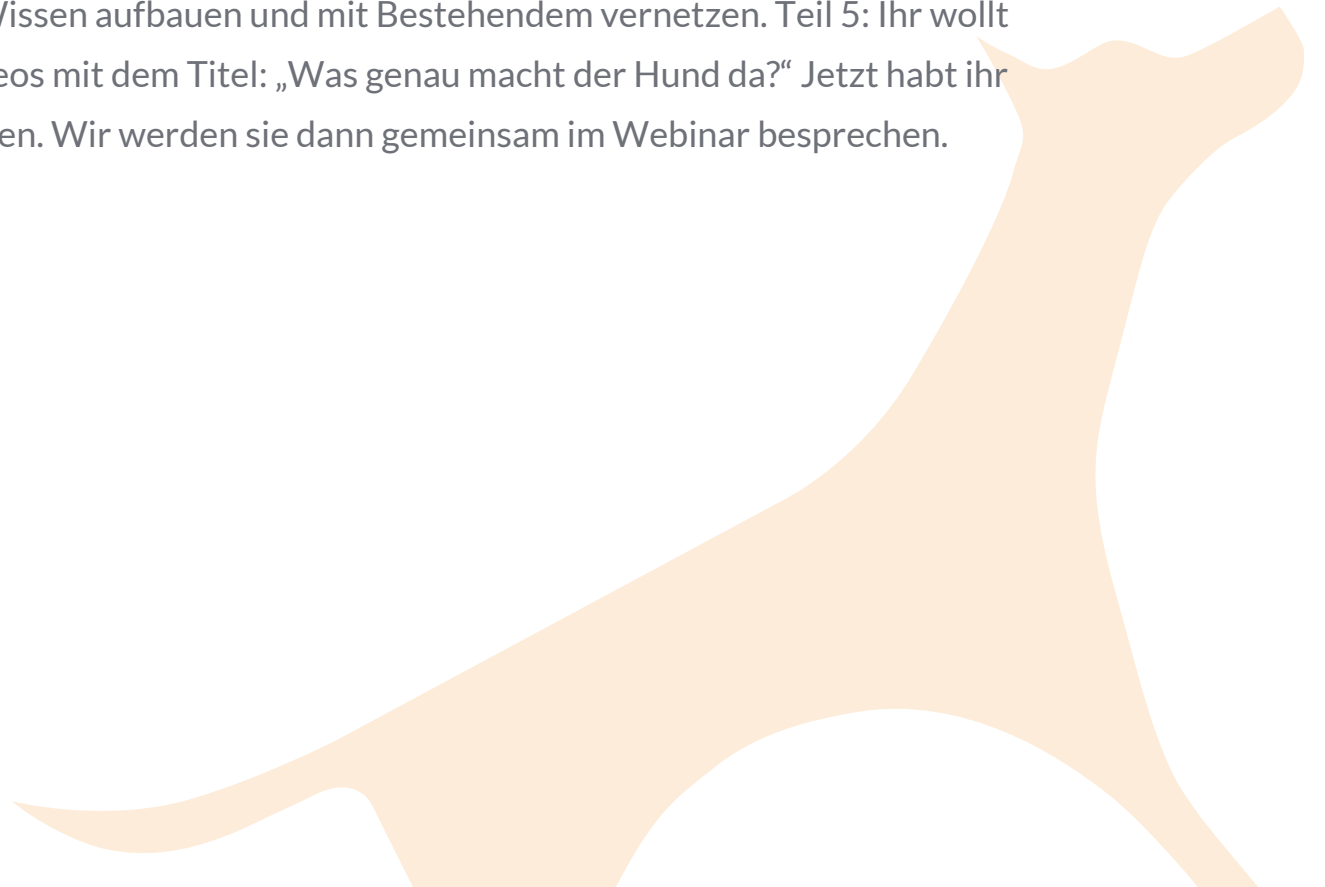 Wissen aufbauen und mit Bestehendem vernetzen. Teil 5: Ihr wollt
eos mit dem Titel: „Was genau macht der Hund da?“ Jetzt habt ihr
en. Wir werden sie dann gemeinsam im Webinar besprechen.